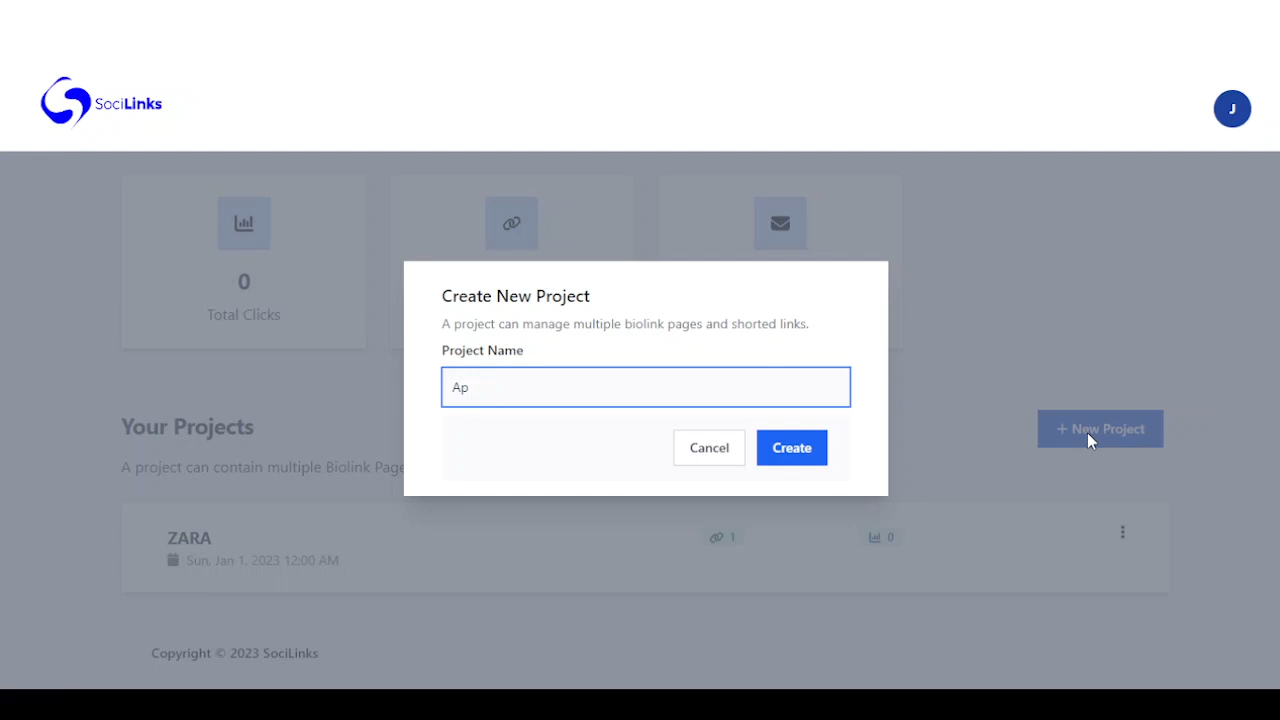 SociLinks
J
0
Total Clicks
Create New Project
A project can manage multiple biolink pages and shorted links.
Project Name
Ap
Cancel
Create
Your Projects
+ New Project
A project can contain multiple Biolink Page
ZARA
1
0
Sun, Jan 1, 2023 12:00 AM
Copyright © 2023 SociLinks